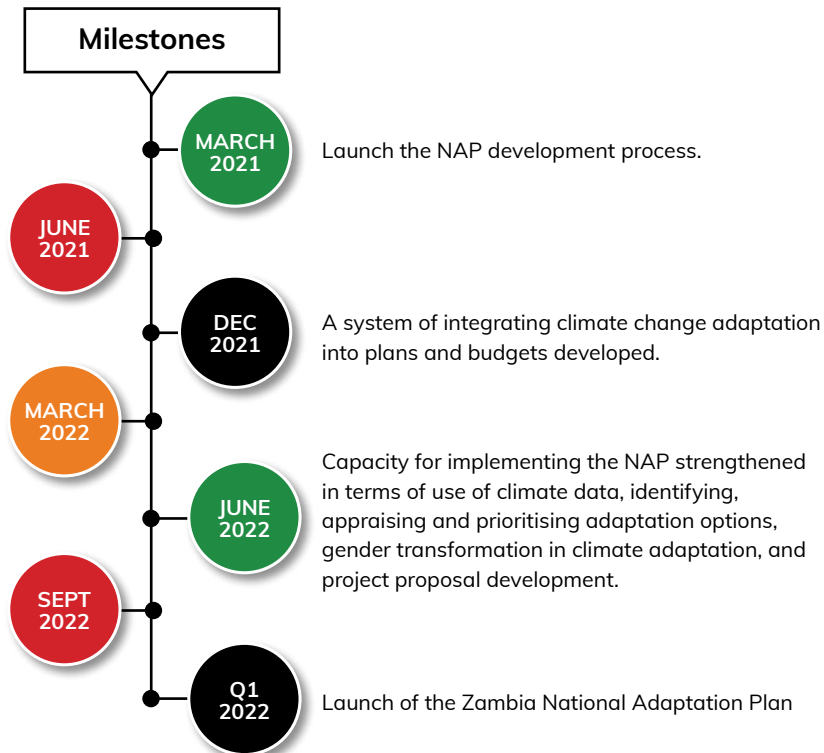 Milestones
MARCH
2021
Launch the NAP development process.
JUNE
2021
DEC
2021
A system of integrating climate change adaptation
into plans and budgets developed.
MARCH
2022
JUNE
2022
Capacity for implementing the NAP strengthened
in terms of use of climate data, identifying,
appraising and prioritising adaptation options,
gender transformation in climate adaptation, and
project proposal development.
SEPT
2022
Q1
2022
Launch of the Zambia National Adaptation Plan